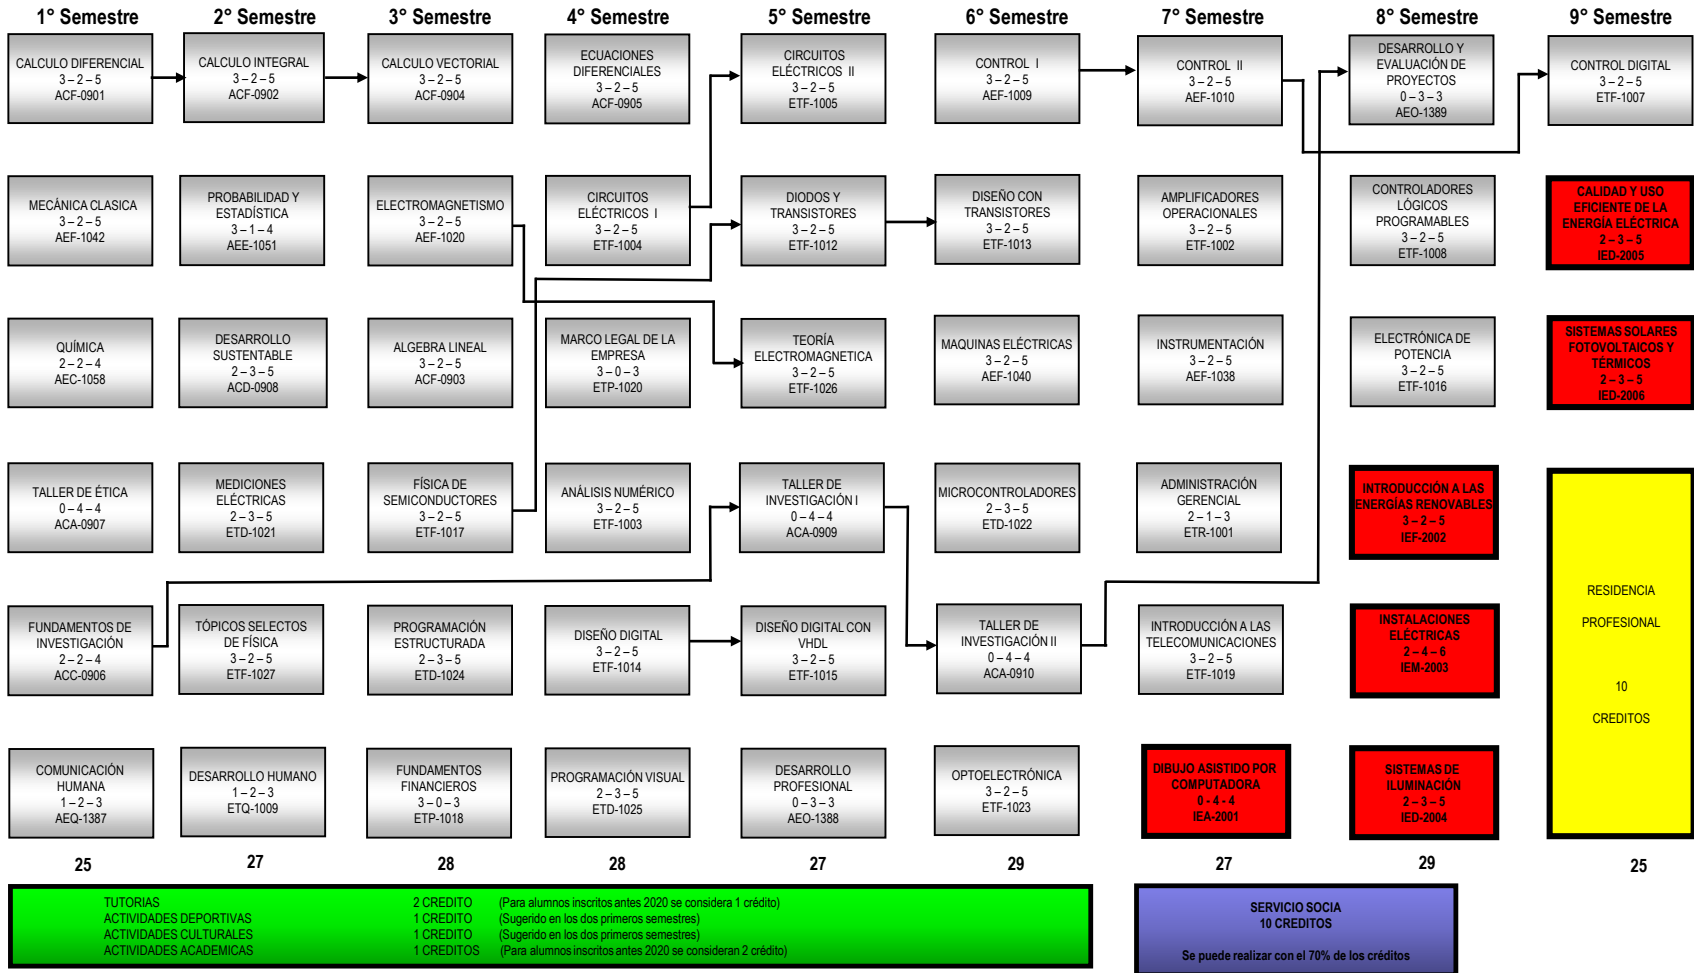 1° Semestre
2° Semestre
3° Semestre
4° Semestre
5° Semestre
6° Semestre
7° Semestre
8° Semestre
9° Semestre
CALCULO DIFERENCIAL
3 – 2 – 5
ACF-0901
CALCULO INTEGRAL
3 – 2 – 5
ACF-0902
CALCULO VECTORIAL
3 – 2 – 5
ACF-0904
ECUACIONES
DIFERENCIALES
3 – 2 – 5
ACF-0905
CIRCUITOS
ELÉCTRICOS II
3 – 2 – 5
ETF-1005
CONTROL I
3 – 2 – 5
AEF-1009
CONTROL II
3 – 2 – 5
AEF-1010
DESARROLLO Y
EVALUACIÓN DE
PROYECTOS
0 – 3 – 3
AEO-1389
CONTROL DIGITAL
3 – 2 – 5
ETF-1007
MECÁNICA CLASICA
3 – 2 – 5
AEF-1042
PROBABILIDAD Y
ESTADÍSTICA
3 – 1 – 4
AEE-1051
ELECTROMAGNETISMO
3 – 2 – 5
AEF-1020
CIRCUITOS
ELÉCTRICOS I
3 – 2 – 5
ETF-1004
DIODOS Y
TRANSISTORES
3 – 2 – 5
ETF-1012
DISEÑO CON
TRANSISTORES
3 – 2 – 5
ETF-1013
AMPLIFICADORES
OPERACIONALES
3 – 2 – 5
ETF-1002
CONTROLADORES
LÓGICOS
PROGRAMABLES
3 – 2 – 5
ETF-1008
CALIDAD Y USO
EFICIENTE DE LA
ENERGÍA ELÉCTRICA
2 – 3 – 5
IED-2005
QUÍMICA
2 – 2 – 4
AEC-1058
DESARROLLO
SUSTENTABLE
2 – 3 – 5
ACD-0908
ALGEBRA LINEAL
3 – 2 – 5
ACF-0903
MARCO LEGAL DE LA
EMPRESA
3 – 0 – 3
ETP-1020
TEORÍA
ELECTROMAGNETICA
3 – 2 – 5
ETF-1026
MAQUINAS ELÉCTRICAS
3 – 2 – 5
AEF-1040
INSTRUMENTACIÓN
3 – 2 – 5
AEF-1038
ELECTRÓNICA DE
POTENCIA
3 – 2 – 5
ETF-1016
SISTEMAS SOLARES
FOTOVOLTAICOS Y
TÉRMICOS
2 – 3 – 5
IED-2006
TALLER DE ÉTICA
0 – 4 – 4
ACA-0907
MEDICIONES
ELÉCTRICAS
2 – 3 – 5
ETD-1021
FÍSICA DE
SEMICONDUCTORES
3 – 2 – 5
ETF-1017
ANÁLISIS NUMÉRICO
3 – 2 – 5
ETF-1003
TALLER DE
INVESTIGACIÓN I
0 – 4 – 4
ACA-0909
MICROCONTROLADORES
2 – 3 – 5
ETD-1022
ADMINISTRACIÓN
GERENCIAL
2 – 1 – 3
ETR-1001
INTRODUCCIÓN A LAS
ENERGÍAS RENOVABLES
3 – 2 – 5
IEF-2002
RESIDENCIA
PROFESIONAL
10
CREDITOS
FUNDAMENTOS DE
INVESTIGACIÓN
2 – 2 – 4
ACC-0906
TÓPICOS SELECTOS
DE FÍSICA
3 – 2 – 5
ETF-1027
PROGRAMACIÓN
ESTRUCTURADA
2 – 3 – 5
ETD-1024
DISEÑO DIGITAL
3 – 2 – 5
ETF-1014
DISEÑO DIGITAL CON
VHDL
3 – 2 – 5
ETF-1015
TALLER DE
INVESTIGACIÓN II
0 – 4 – 4
ACA-0910
INTRODUCCIÓN A LAS
TELECOMUNICACIONES
3 – 2 – 5
ETF-1019
INSTALACIONES
ELÉCTRICAS
2 – 4 – 6
IEM-2003
COMUNICACIÓN
HUMANA
1 – 2 – 3
AEQ-1387
DESARROLLO HUMANO
1 – 2 – 3
ETQ-1009
FUNDAMENTOS
FINANCIEROS
3 – 0 – 3
ETP-1018
PROGRAMACIÓN VISUAL
2 – 3 – 5
ETD-1025
DESARROLLO
PROFESIONAL
0 – 3 – 3
AEO-1388
OPTOELECTRÓNICA
3 – 2 – 5
ETF-1023
DIBUJO ASISTIDO POR
COMPUTADORA
0 - 4 - 4
IEA-2001
SISTEMAS DE
ILUMINACIÓN
2 – 3 – 5
IED-2004
25
27
28
28
27
29
27
29
25
TUTORIAS 2 CREDITO (Para alumnos inscritos antes 2020 se considera 1 crédito)
ACTIVIDADES DEPORTIVAS 1 CREDITO (Sugerido en los dos primeros semestres)
ACTIVIDADES CULTURALES 1 CREDITO (Sugerido en los dos primeros semestres)
ACTIVIDADES ACADEMICAS 1 CREDITOS (Para alumnos inscritos antes 2020 se consideran 2 crédito)
SERVICIO SOCIA
10 CREDITOS
Se puede realizar con el 70% de los créditos